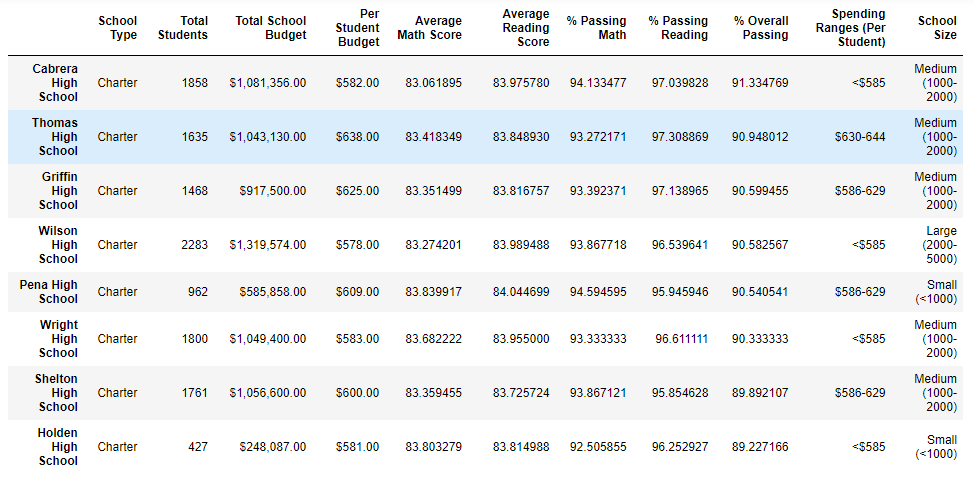 School Type Total Students Total School Budget Per Student Budget Average Math Score Average Reading Score % Passing Math % Passing Reading % Overall Passing Spending Ranges (Per Student) School Size
Cabrera High School Charter 1858 $1,081,356.00 $582.00 83.061895 83.975780 94.133477 97.039828 91.334769 <$585 Medium (1000-2000)
Thomas High School Charter 1635 $1,043,130.00 $638.00 83.418349 83.848930 93.272171 97.308869 90.948012 $630-644 Medium (1000-2000)
Griffin High School Charter 1468 $917,500.00 $625.00 83.351499 83.816757 93.392371 97.138965 90.599455 $586-629 Medium (1000-2000)
Wilson High School Charter 2283 $1,319,574.00 $578.00 83.274201 83.989488 93.867718 96.539641 90.582567 <$585 Large (2000-5000)
Pena High School Charter 962 $585,858.00 $609.00 83.839917 84.044699 94.594595 95.945946 90.540541 $586-629 Small (<1000)
Wright High School Charter 1800 $1,049,400.00 $583.00 83.682222 83.955000 93.333333 96.611111 90.333333 <$585 Medium (1000-2000)
Shelton High School Charter 1761 $1,056,600.00 $600.00 83.359455 83.725724 93.867121 95.854628 89.892107 $586-629 Medium (1000-2000)
Holden High School Charter 427 $248,087.00 $581.00 83.803279 83.814988 92.505855 96.252927 89.227166 <$585 Small (<1000)